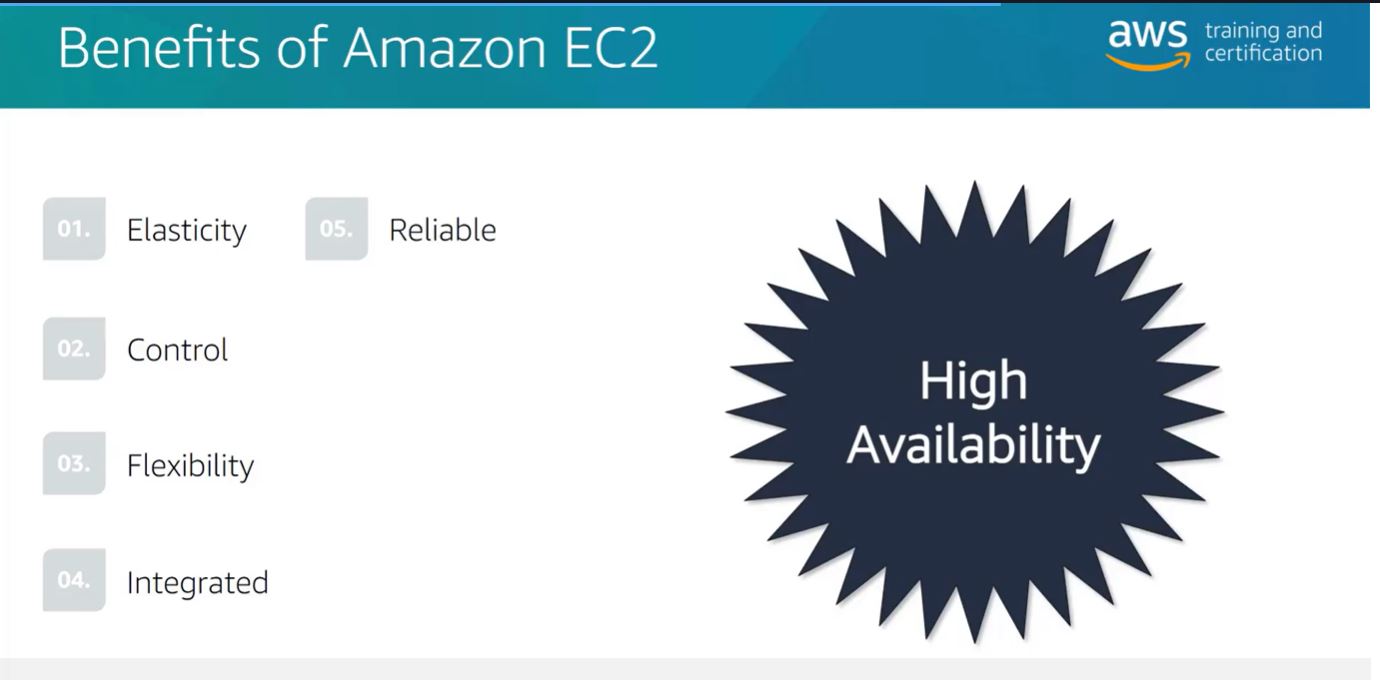 Benefits of Amazon EC2
aws training and
certification
01. Elasticity
02. Control
03. Flexibility
04. Integrated
05. Reliable
High
Availability